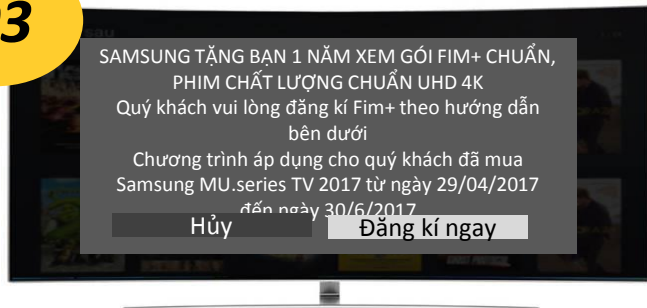 03
sau
SAMSUNG TẶNG BẠN 1 NĂM XEM GÓI FIM+ CHUẨN,
PHIM CHẤT LƯỢNG CHUẨN UHD 4K
Quý khách vui lòng đăng kí Fim+ theo hướng dẫn
bên dưới
Chương trình áp dụng cho quý khách đã mua
Samsung MU.series TV 2017 từ ngày 29/04/2017
đến ngày 30/6/2017
Hủy
Đăng kí ngay